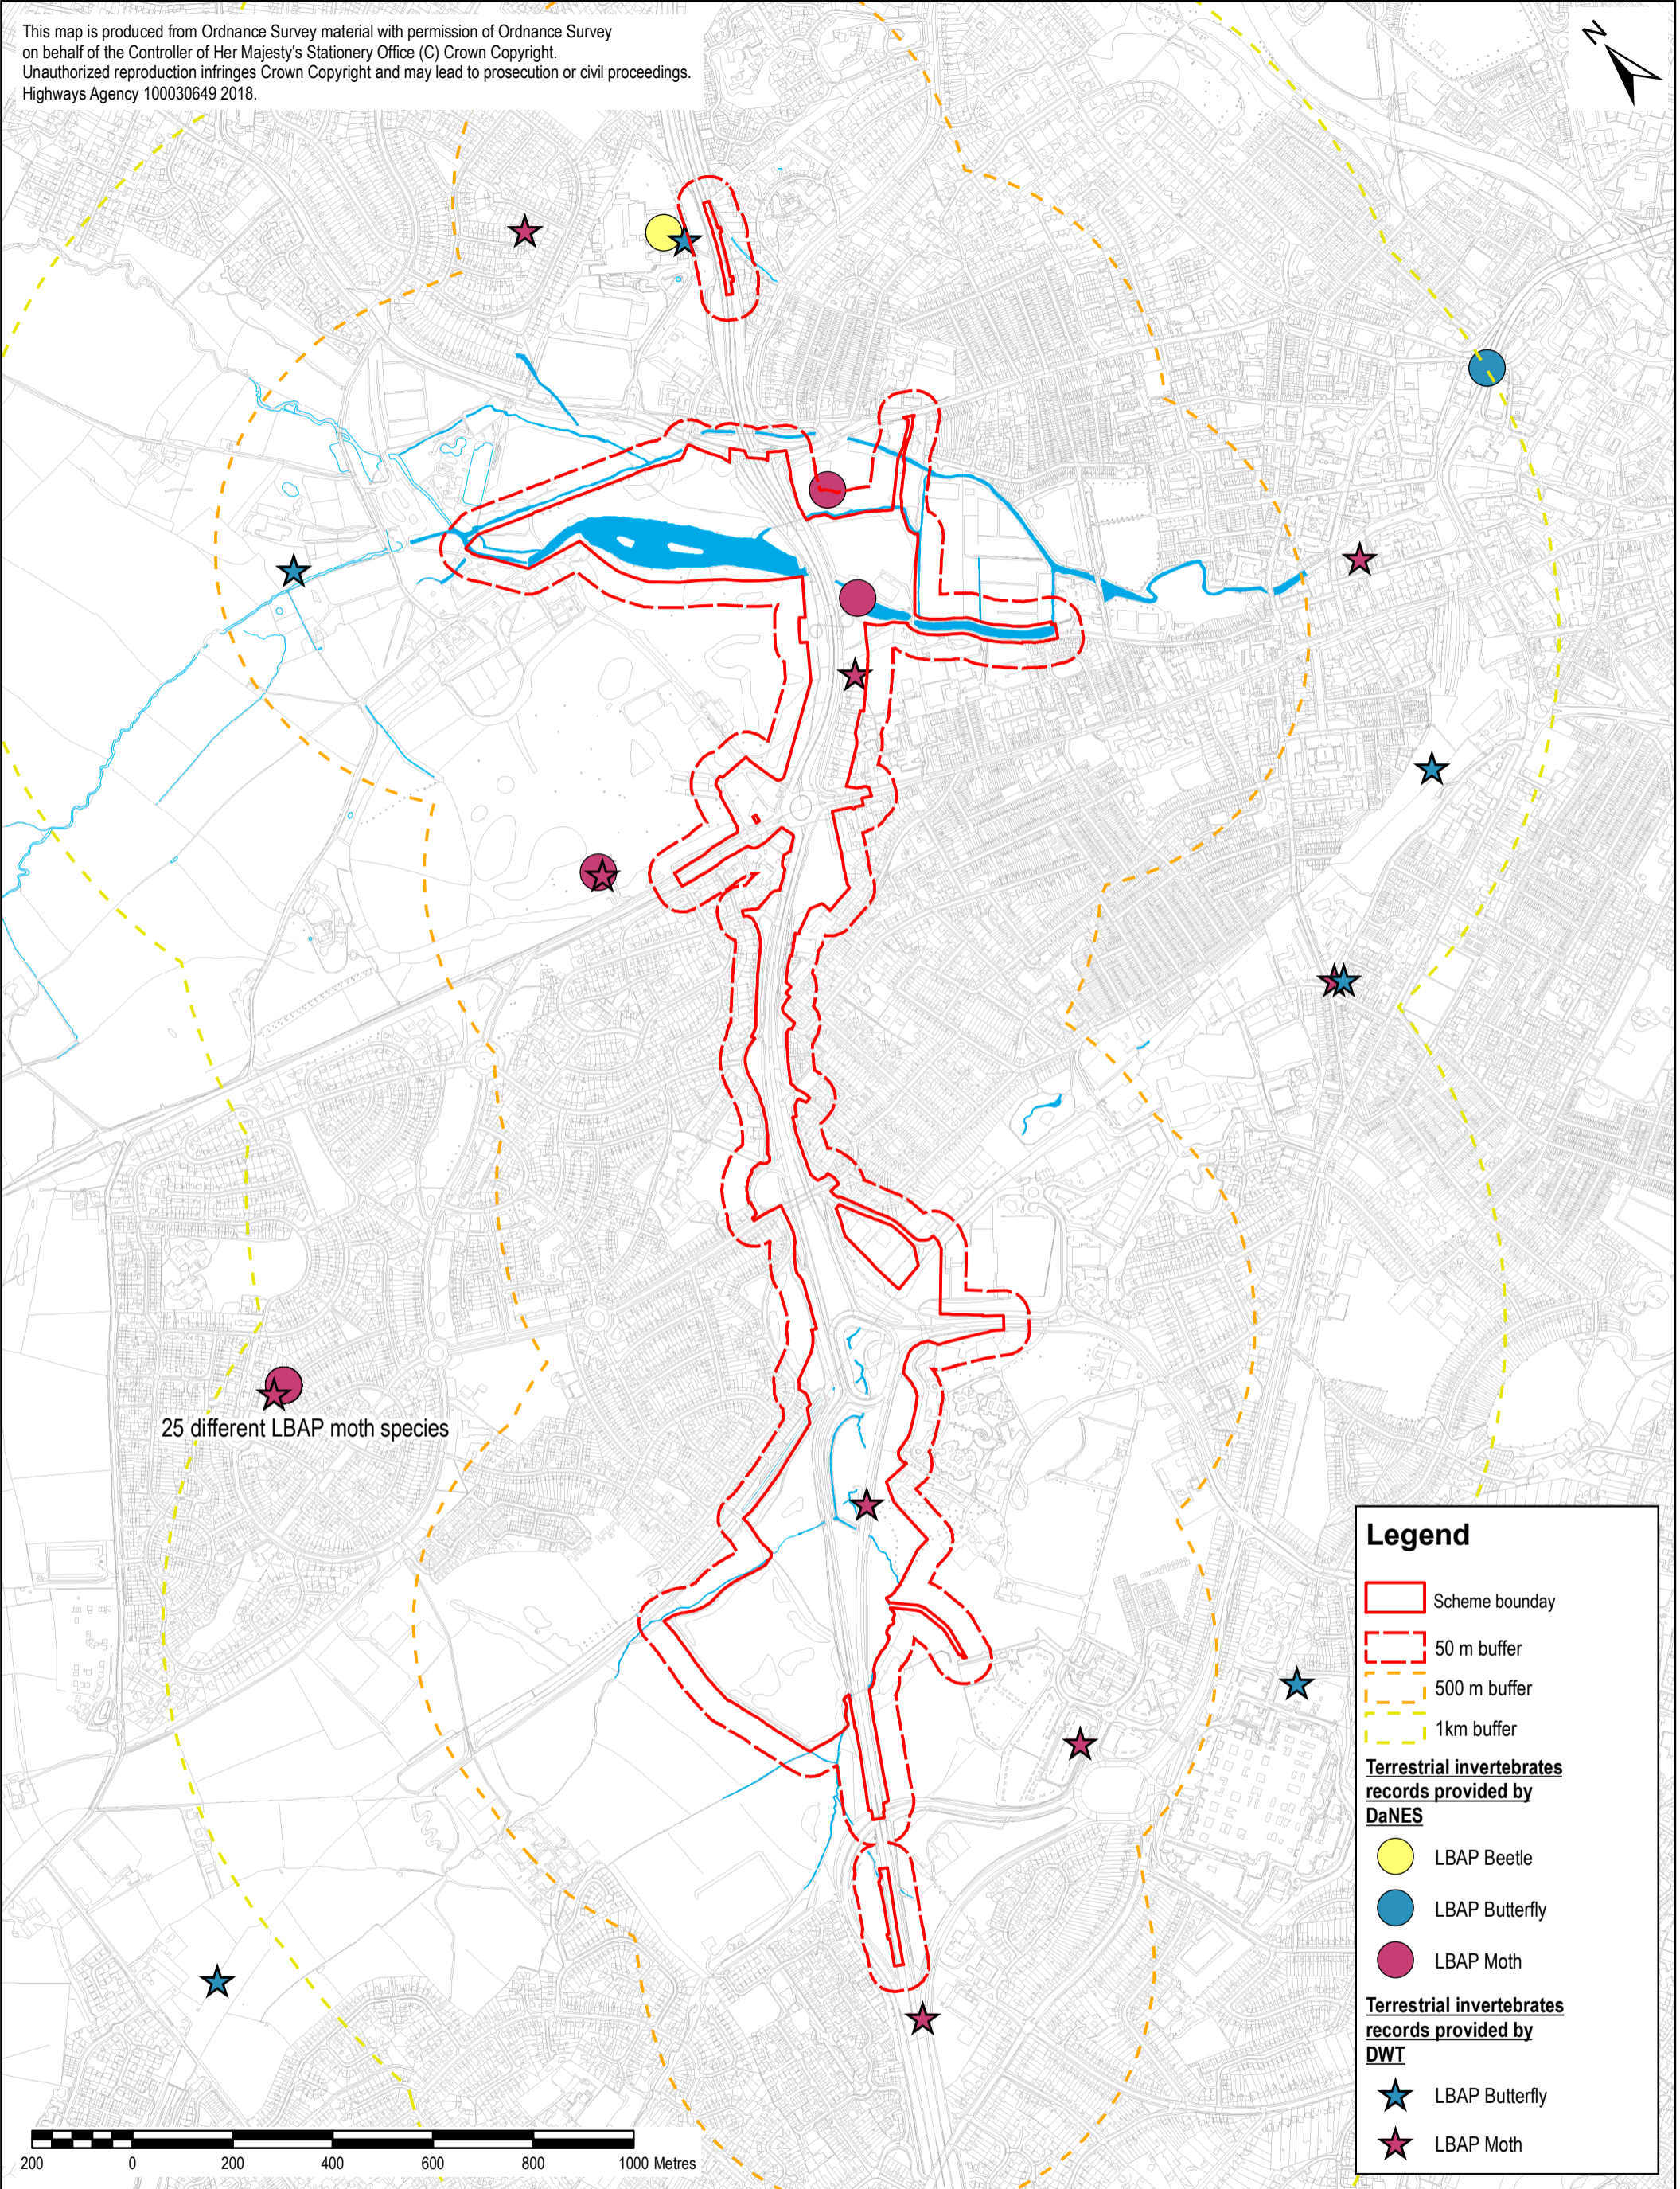 This map is produced from Ordnance Survey material with permission of Ordnance Survey
on behalf of the Controller of Her Majesty's Stationery Office (C) Crown Copyright.
Unauthorized reproduction infringes Crown Copyright and may lead to prosecution or civil proceedings.
Highways Agency 100030649 2018.
N
25 different LBAP moth species
Legend
Scheme bounday
50 m buffer
500 m buffer
1km buffer
Terrestrial invertebrates
records provided by
DaNES
LBAP Beetle
LBAP Butterfly
LBAP Moth
Terrestrial invertebrates
records provided by
DWT
LBAP Butterfly
LBAP Moth
200 0 200 400 600 800 1000 Metres